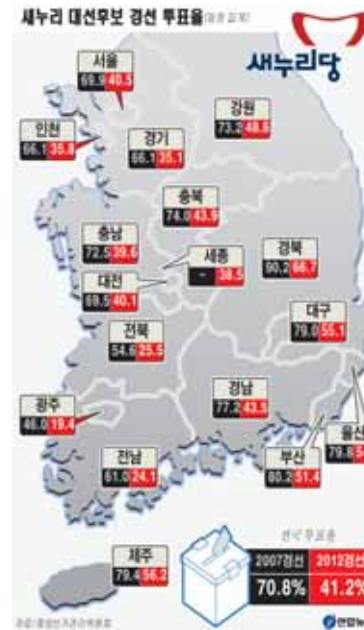 새누리 대선후보 경선 투표율
새누리당
서울
69.9 40.5
강원
73.2 48.6
인천
66.1 35.8
경기
66.1 35.1
충북
74.0 43.9
충남
72.5 39.6
세종
- 38.5
경북
90.2 66.7
대전
69.5 40.1
대구
79.0 55.1
전북
54.6 25.5
경남
77.2 43.5
광주
46.0 19.4
울산
79.8
전남
61.0 24.1
부산
80.2 51.4
제주
79.4 56.2
전국 투표율
2007경선 2012경선
70.8% 41.2%